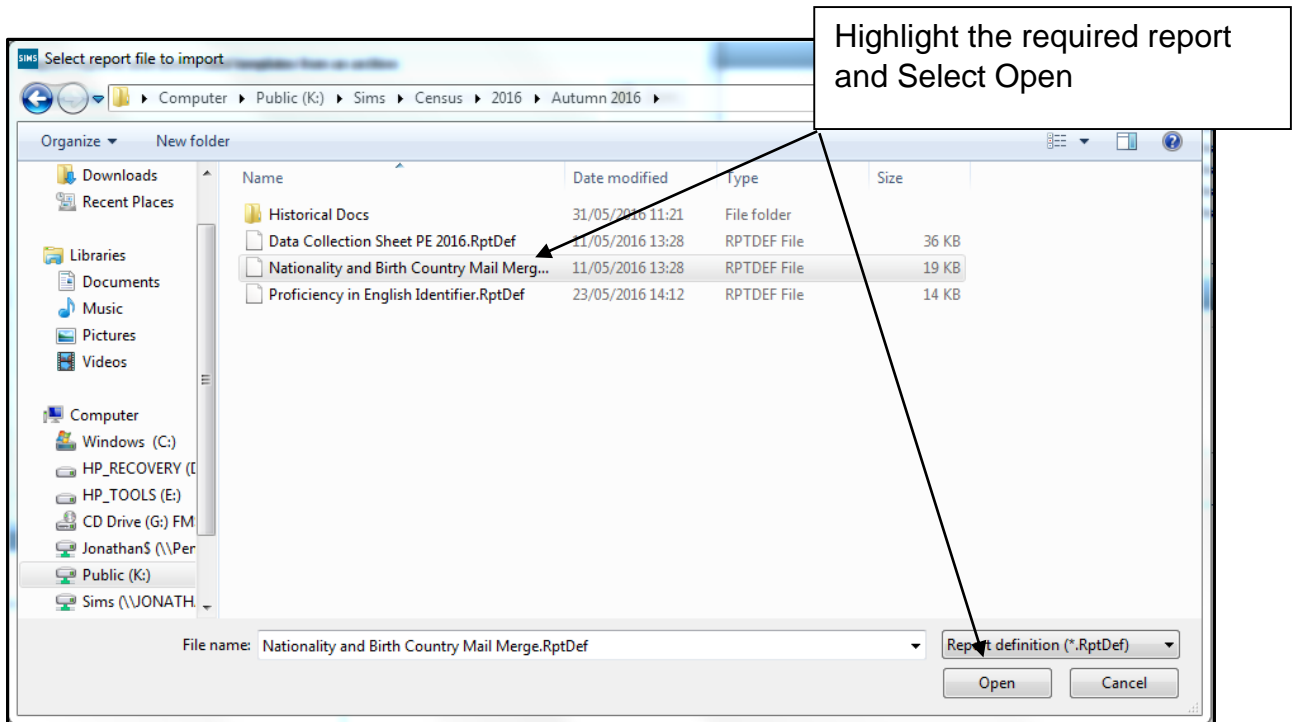 Highlight the required report
and Select Open
SIMS Select report file to import
Computer Public (K:) Sims Census 2016 Autumn 2016
Organize New folder
Downloads
Recent Places
Libraries
Documents
Music
Pictures
Videos
Computer
Windows (C:)
HP_RECOVERY (D
HP_TOOLS (E:)
CD Drive (G:) FM
Jonathan$ (\\Per
Public (K:)
Sims (\\JONATH.
Name Date modified Type Size
Historical Docs 31/05/2016 11:21 File folder
Data Collection Sheet PE 2016.RptDef 11/05/2016 13:28 RPTDEF File 36 KB
Nationality and Birth Country Mail Merg... 11/05/2016 13:28 RPTDEF File 19 KB
Proficiency in English Identifier.RptDef 23/05/2016 14:12 RPTDEF File 14 KB
File name: Nationality and Birth Country Mail Merge.RptDef
Report definition (*.RptDef)
Open Cancel